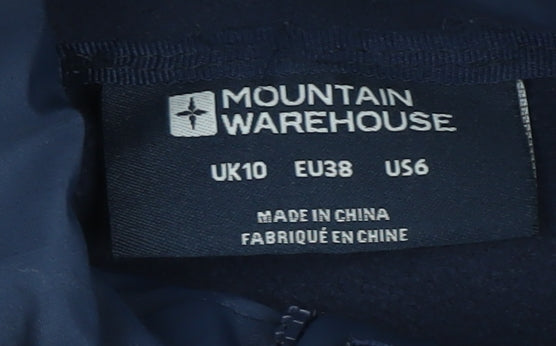 MOUNTAIN
WAREHOUSE
UK10 EU38 US6
MADE IN CHINA
FABRIQUÉ EN CHINE